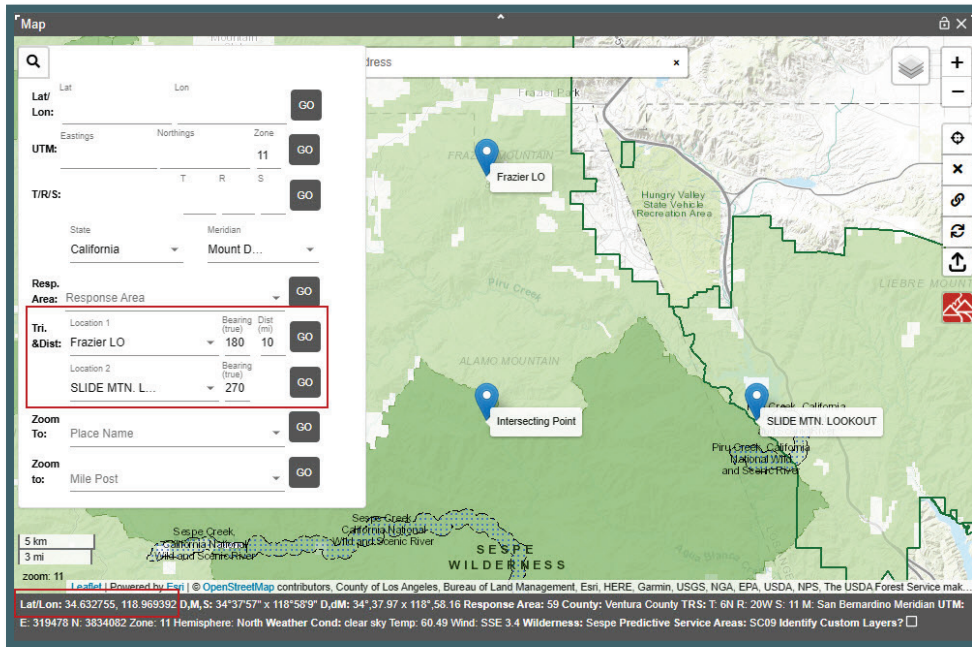 Map
dress ×
Lat Lon
Lat/
Lon: GO
Eastings Northings Zone
UTM: 11 GO
T R S
T/R/S: GO
State Meridian
California Mount D...
Resp.
Area: Response Area GO
Tri.
&Dist: Location 1 Bearing (true) Dist (mi)
Frazier LO 180 10 GO
Location 2 Bearing (true)
SLIDE MTN. L... 270 GO
Zoom
To: Place Name GO
Zoom
to: Mile Post GO
Frazier Park
FRAZIER MOUNTAIN
Frazier LO
Hungry Valley
State Vehicle
Recreation Area
Piru Creek
LIEBRE MOUNT
ALAMO MOUNTAIN
Intersecting Point
SLIDE MTN. LOOKOUT
Piru Creek, California
National Wild
and Scenic River
Sespe Creek,
California National
Wild and Scenic River
Sespe Creek,
California National
Wild and Scenic River
SESPE
WILDERNESS
Agua Blanca
+
−
5 km
3 mi
zoom: 11
Leaflet | Powered by Esri | © OpenStreetMap contributors, County of Los Angeles, Bureau of Land Management, Esri, HERE, Garmin, USGS, NGA, EPA, USDA, NPS, The USDA Forest Service mak...
Lat/Lon: 34.632755, 118.969392 D,M,S: 34°37'57" x 118°58'9" D,dM: 34°,37.97 x 118°,58.16 Response Area: 59 County: Ventura County TRS: T: 6N R: 20W S: 11 M: San Bernardino Meridian UTM:
E: 319478 N: 3834082 Zone: 11 Hemisphere: North Weather Cond: clear sky Temp: 60.49 Wind: SSE 3.4 Wilderness: Sespe Predictive Service Areas: SC09 Identify Custom Layers?